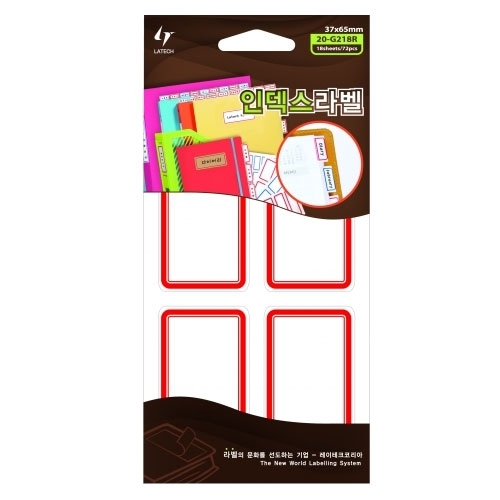 LATECH
37x65mm
20-G218R
18sheets/72pcs
인덱스라벨
라벨의 문화를 선도하는 기업 - 레이테크코리아
The New World Labelling System